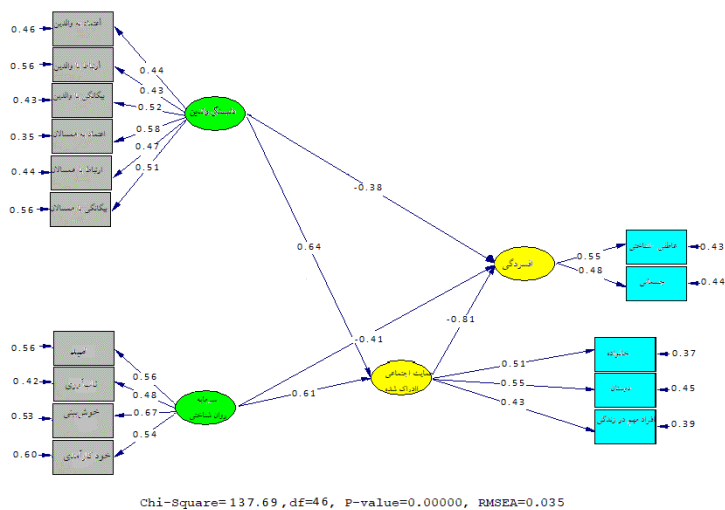 0.46
اعتماد به والدین
0.44
0.56
ارتباط با والدین
0.43
0.43
بیگانگی با والدین
0.52
دلبستگی والدین
0.35
اعتماد به همسالان
0.58
0.44
ارتباط با همسالان
0.47
0.56
بیگانگی با همسالان
0.51
-0.38
0.64
افسردگی
0.55
عاطفی شناختی
0.43
0.48
جسمانی
0.44
-0.41
-0.81
0.56
امید
0.56
0.42
تاب‌آوری
0.48
0.53
خوش‌بینی
0.67
0.60
خود کارآمدی
0.54
سرمایه
روان شناختی
0.61
حمایت اجتماعی
ادراک شده
0.51
خانواده
0.37
0.55
دوستان
0.45
0.43
افراد مهم در زندگی
0.39
Chi-Square=137.69, df=46, P-value=0.00000, RMSEA=0.035